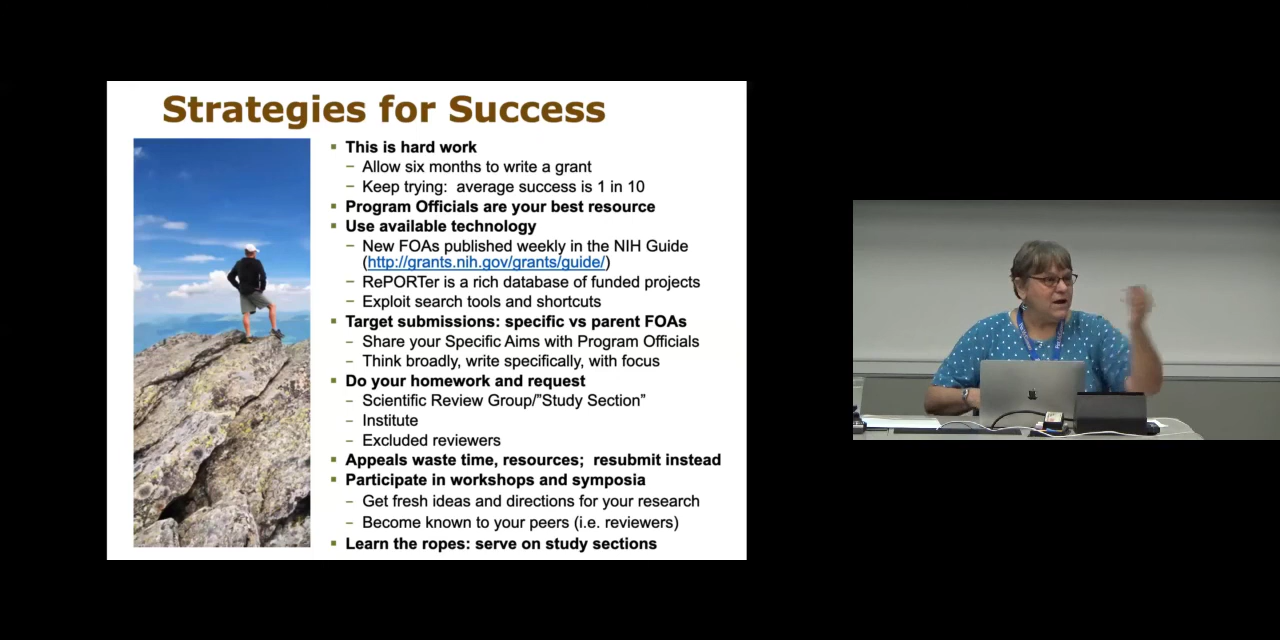 Strategies for Success
▪ This is hard work
– Allow six months to write a grant
– Keep trying:  average success is 1 in 10
▪ Program Officials are your best resource
▪ Use available technology
– New FOAs published weekly in the NIH Guide
(http://grants.nih.gov/grants/guide/)
– RePORTer is a rich database of funded projects
– Exploit search tools and shortcuts
▪ Target submissions: specific vs parent FOAs
– Share your Specific Aims with Program Officials
– Think broadly, write specifically, with focus
▪ Do your homework and request
– Scientific Review Group/”Study Section”
– Institute
– Excluded reviewers
▪ Appeals waste time, resources;  resubmit instead
▪ Participate in workshops and symposia
– Get fresh ideas and directions for your research
– Become known to your peers (i.e. reviewers)
▪ Learn the ropes: serve on study sections